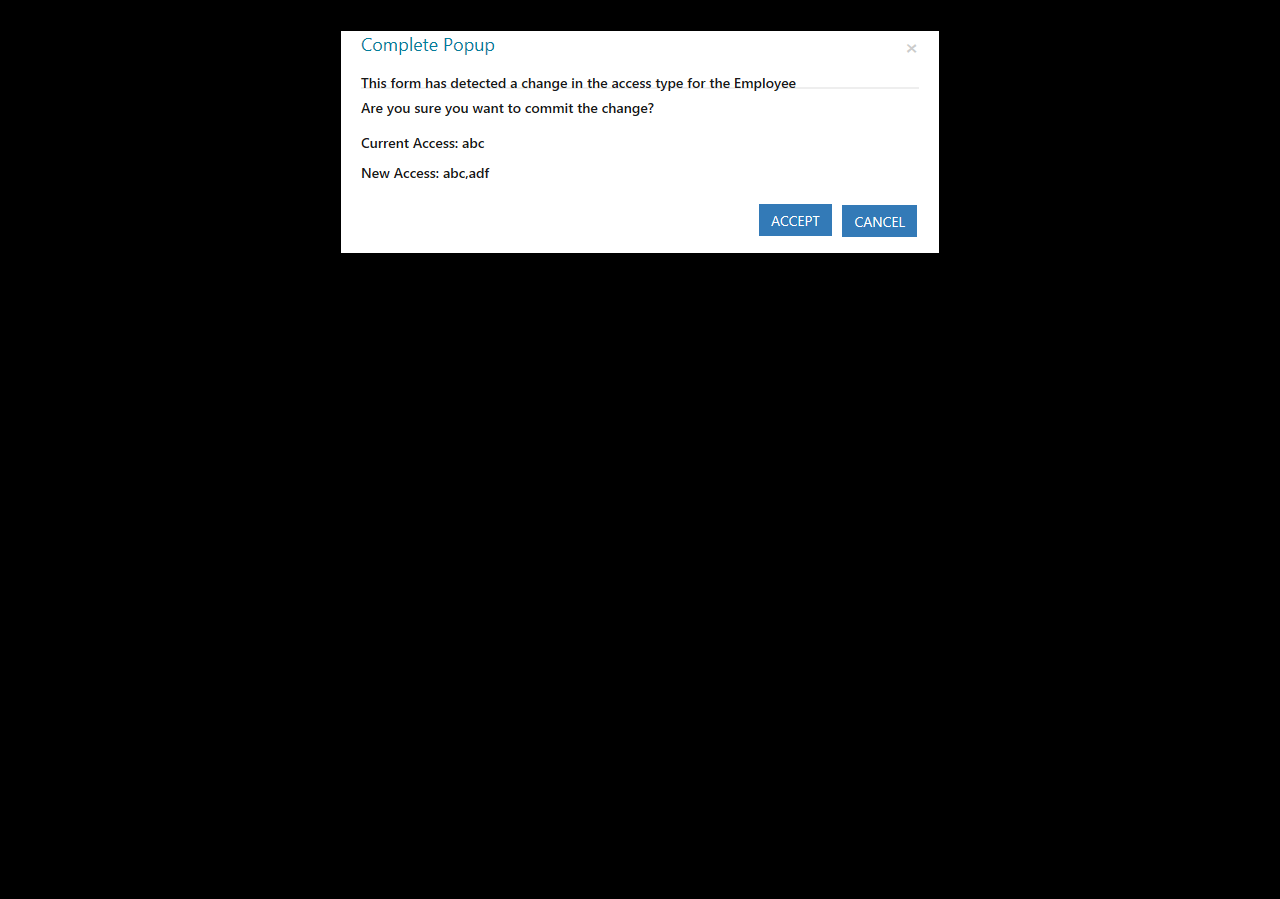 Complete Popup
×
This form has detected a change in the access type for the Employee
Are you sure you want to commit the change?
Current Access: abc
New Access: abc,adf
ACCEPT
CANCEL